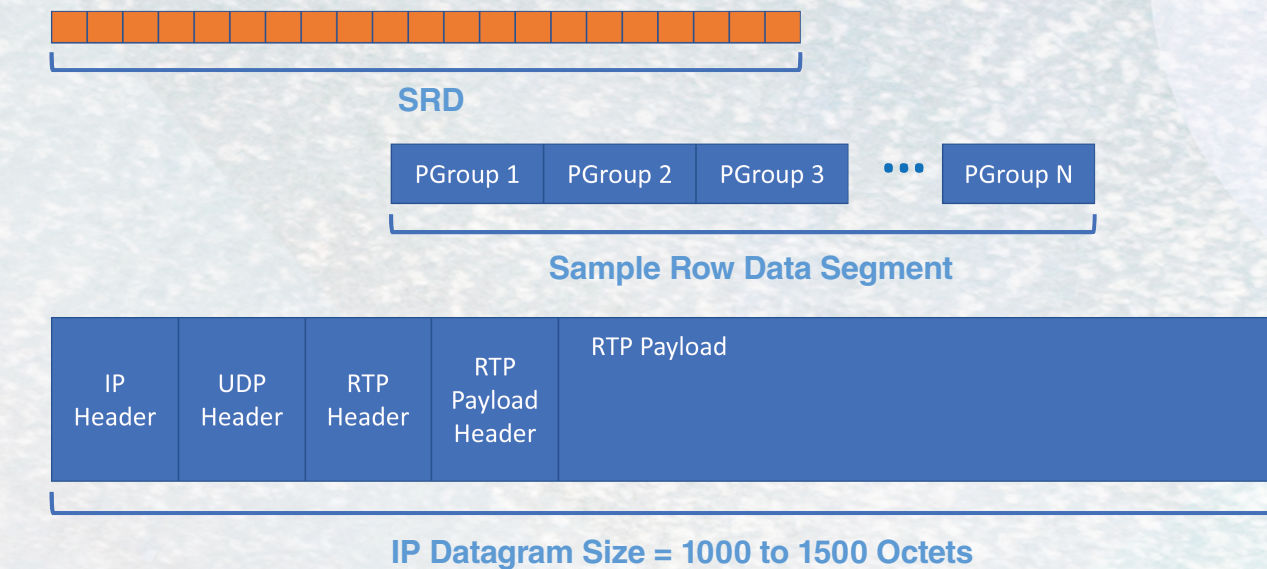 SRD
PGroup 1 PGroup 2 PGroup 3 ... PGroup N
Sample Row Data Segment
RTP Payload
IP
Header
UDP
Header
RTP
Header
RTP
Payload
Header
IP Datagram Size = 1000 to 1500 Octets